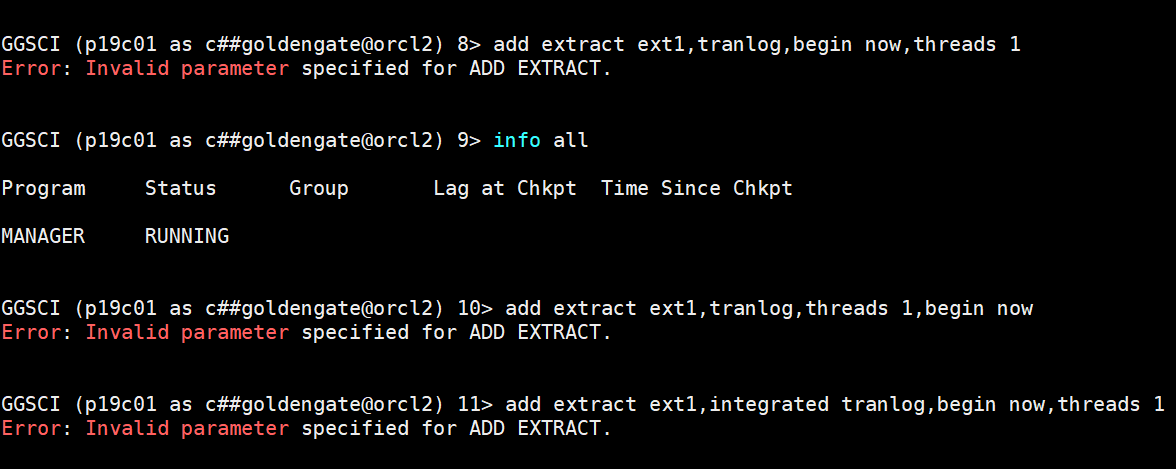 GGSCI (p19c01 as c##goldengate@orcl2) 8> add extract ext1,tranlog,begin now,threads 1
Error: Invalid parameter specified for ADD EXTRACT.
GGSCI (p19c01 as c##goldengate@orcl2) 9> info all
Program     Status      Group       Lag at Chkpt  Time Since Chkpt
MANAGER     RUNNING
GGSCI (p19c01 as c##goldengate@orcl2) 10> add extract ext1,tranlog,threads 1,begin now
Error: Invalid parameter specified for ADD EXTRACT.
GGSCI (p19c01 as c##goldengate@orcl2) 11> add extract ext1,integrated tranlog,begin now,threads 1
Error: Invalid parameter specified for ADD EXTRACT.